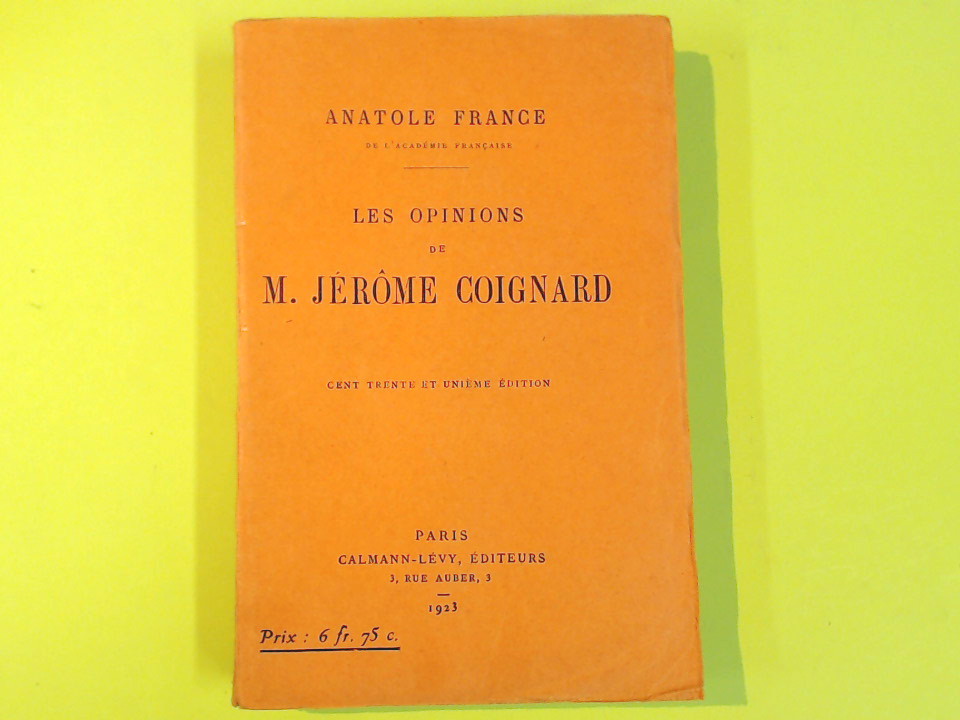 ANATOLE FRANCE
DE L'ACADÉMIE FRANÇAISE
LES OPINIONS
DE
M. JÉRÔME COIGNARD
CENT TRENTE ET UNIÈME ÉDITION
PARIS
CALMANN-LÉVY, ÉDITEURS
3, RUE AUBER, 3
1923
Prix : 6 fr. 75 c.